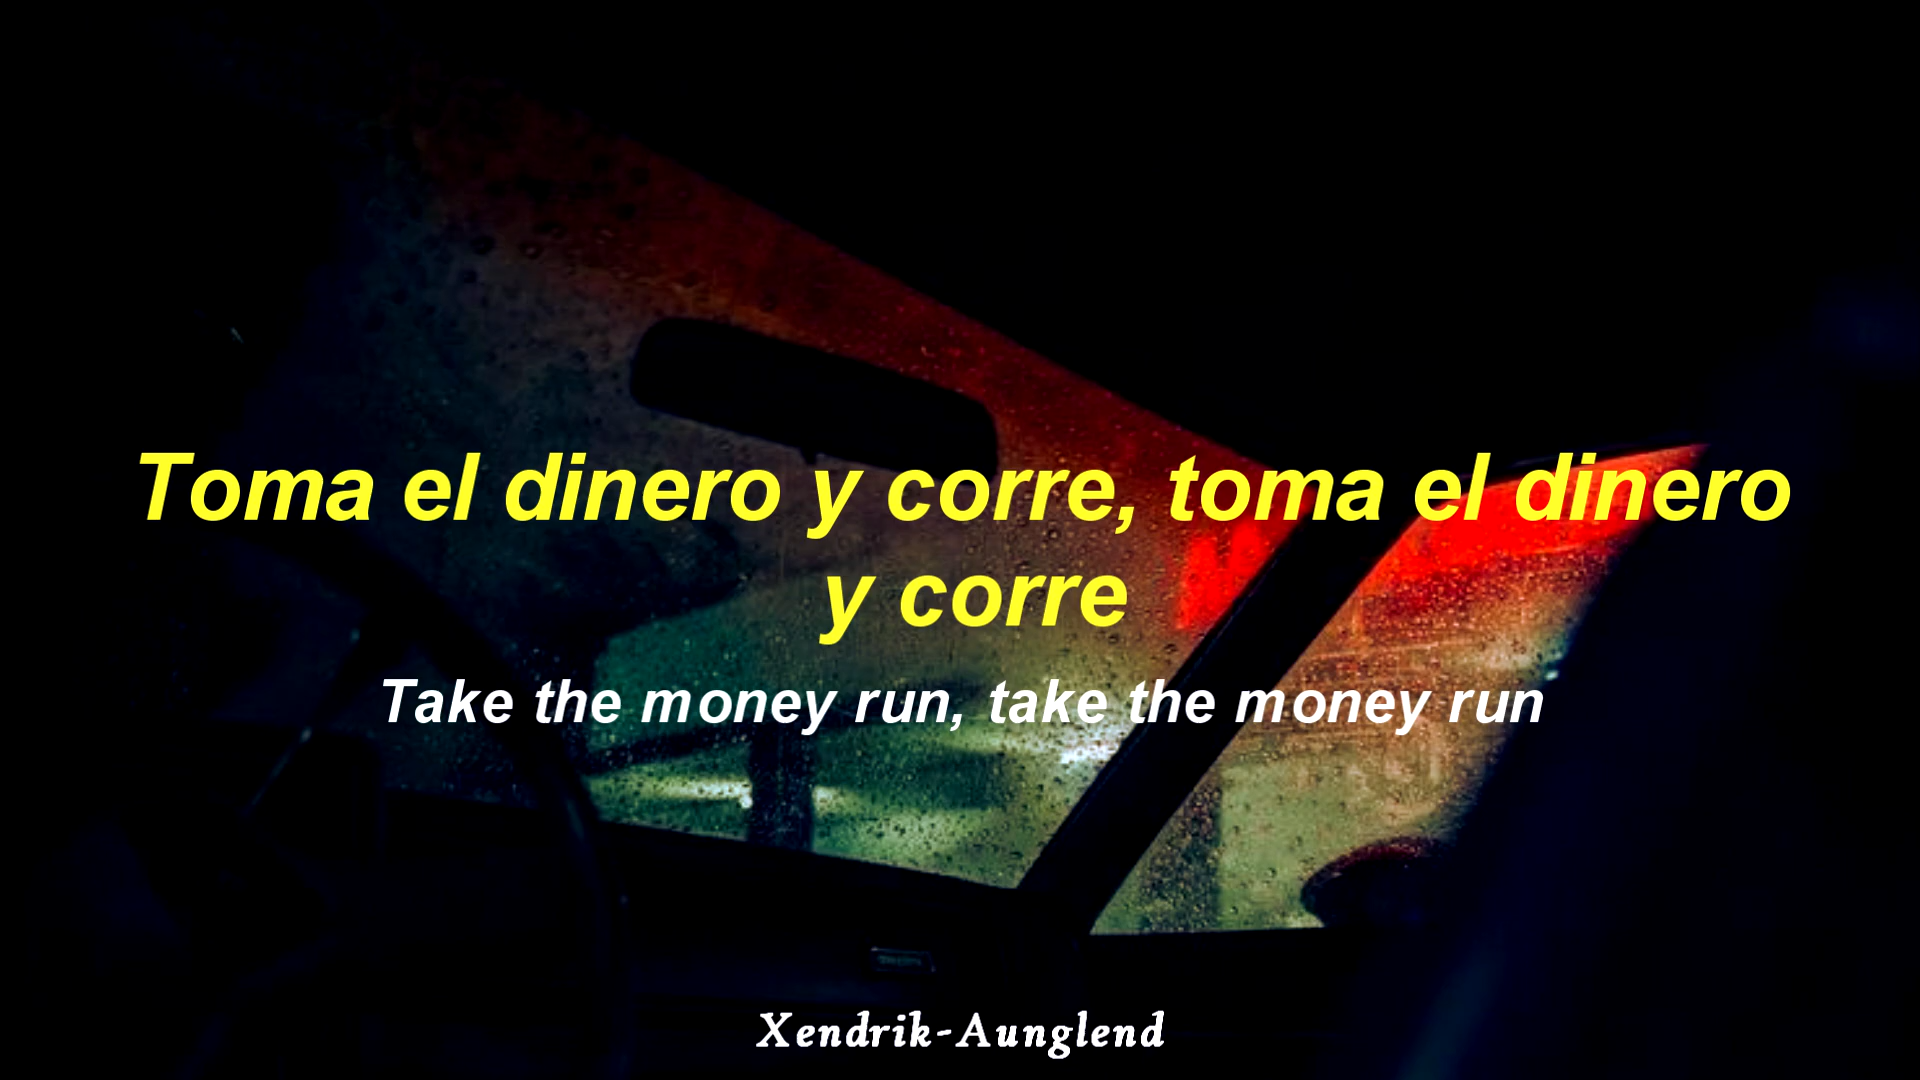 Toma el dinero y corre, toma el dinero
y corre
Take the money run, take the money run
Xendrik-Aunglend